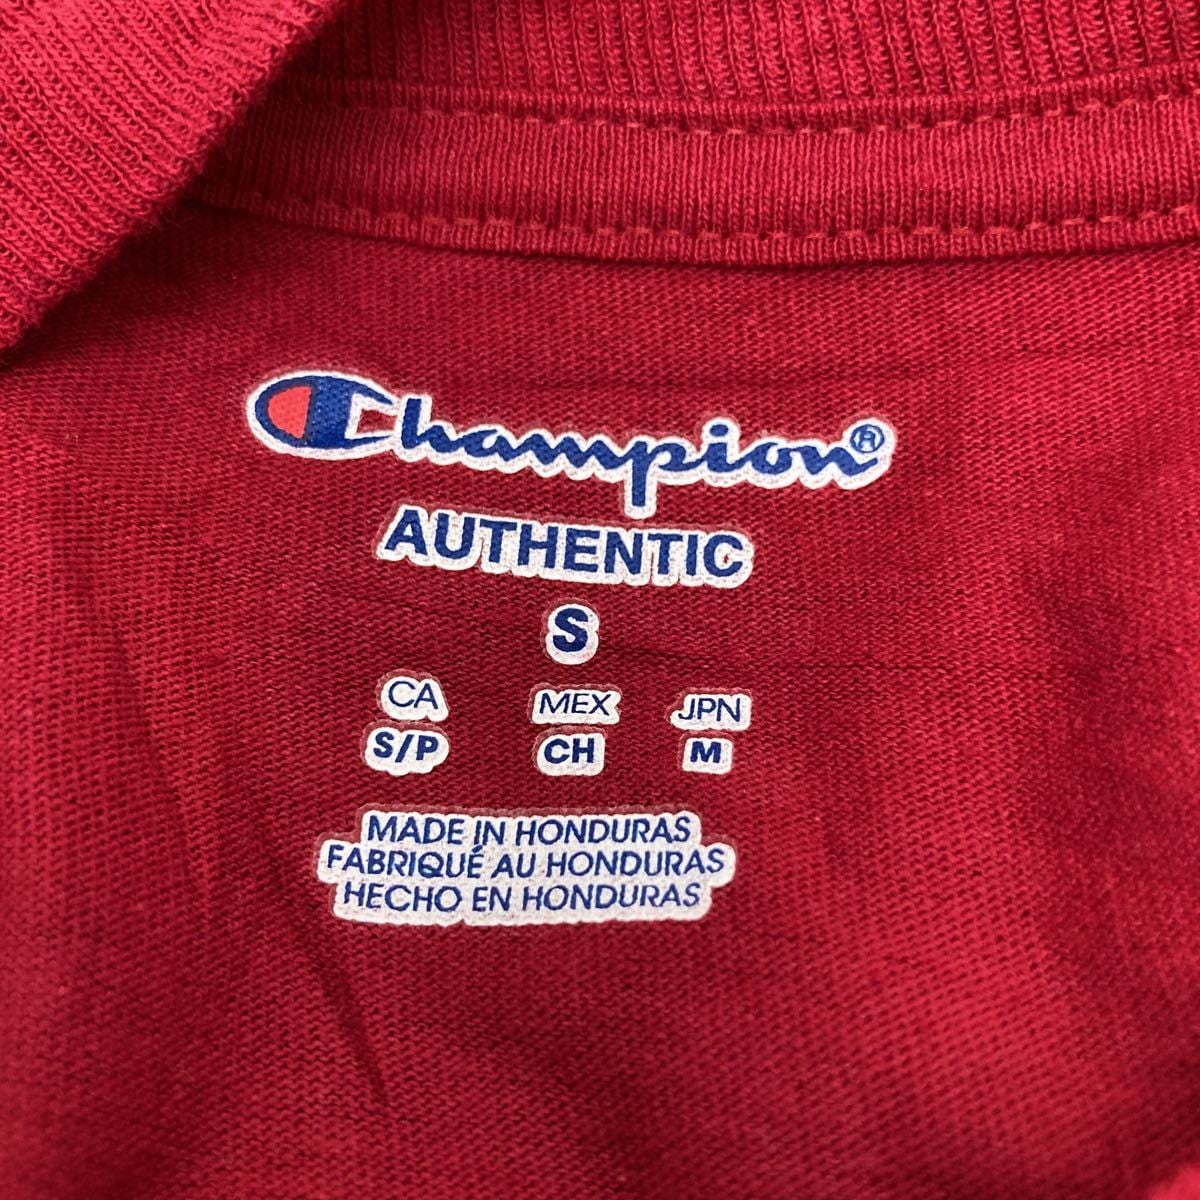 Champion®
AUTHENTIC
S
CA MEX JPN
S/P CH M
MADE IN HONDURAS
FABRIQUÉ AU HONDURAS
HECHO EN HONDURAS